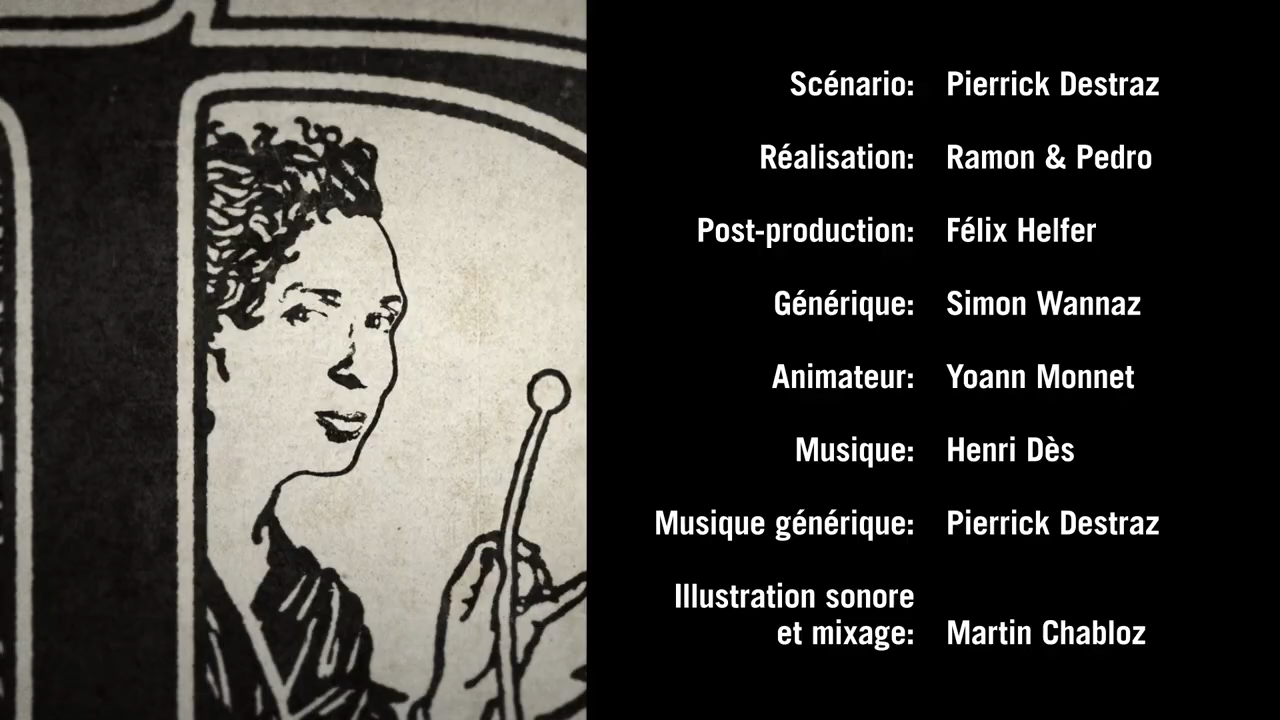 Scénario: Pierrick Destraz
Réalisation: Ramon & Pedro
Post-production: Félix Helfer
Générique: Simon Wannaz
Animateur: Yoann Monnet
Musique: Henri Dès
Musique générique: Pierrick Destraz
Illustration sonore
et mixage: Martin Chabloz